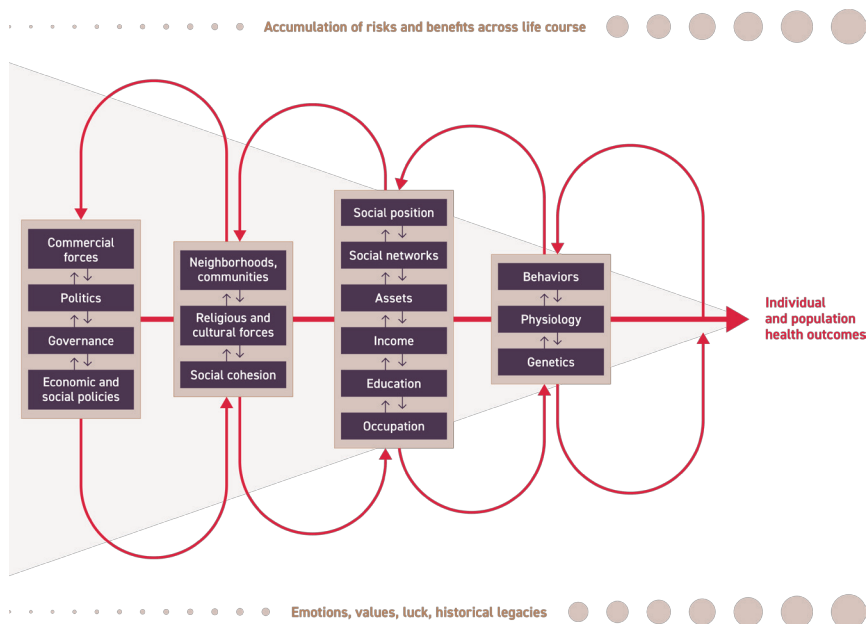 Accumulation of risks and benefits across life course
Commercial
forces
Politics
Governance
Economic and
social policies
Neighborhoods,
communities
Religious and
cultural forces
Social cohesion
Social position
Social networks
Assets
Income
Education
Occupation
Behaviors
Physiology
Genetics
Individual
and population
health outcomes
Emotions, values, luck, historical legacies